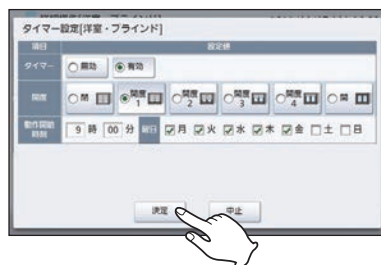 タイマー設定[洋室・ブラインド]
項目 設定値
タイマー 無効 有効
開度 閉 開度1 開度2 開度3 開度4 開
動作開始時刻 9 時 00 分 曜日 月 火 水 木 金 土 日
決定 中止